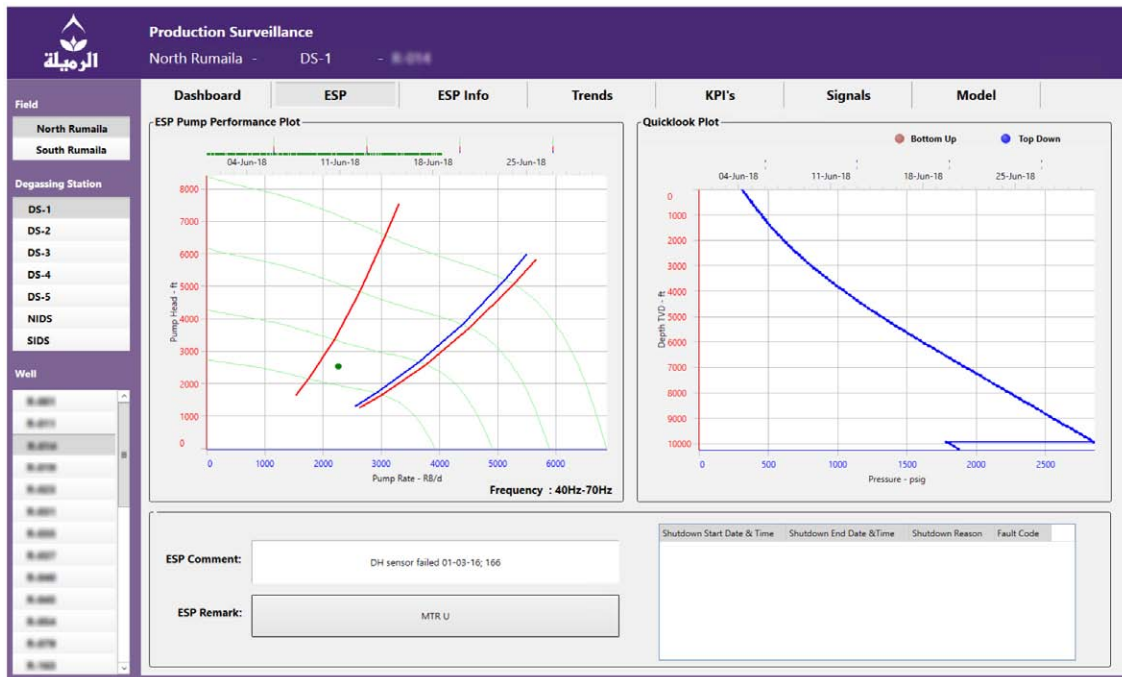 الرميلة
Production Surveillance
North Rumaila - DS-1 -
Field
North Rumaila
South Rumaila
Degassing Station
DS-1
DS-2
DS-3
DS-4
DS-5
NIDS
SIDS
Well
Dashboard ESP ESP Info Trends KPI's Signals Model
ESP Pump Performance Plot
04-Jun-18 11-Jun-18 18-Jun-18 25-Jun-18
Pump Head - ft
8000
7000
6000
5000
4000
3000
2000
1000
0
0 1000 2000 3000 4000 5000 6000
Pump Rate - RB/d
Frequency : 40Hz-70Hz
Quicklook Plot
Bottom Up Top Down
04-Jun-18 11-Jun-18 18-Jun-18 25-Jun-18
Depth TVD - ft
0
1000
2000
3000
4000
5000
6000
7000
8000
9000
10000
0 500 1000 1500 2000 2500
Pressure - psig
ESP Comment: DH sensor failed 01-03-16; 166
ESP Remark: MTR U
Shutdown Start Date & Time Shutdown End Date &Time Shutdown Reason Fault Code